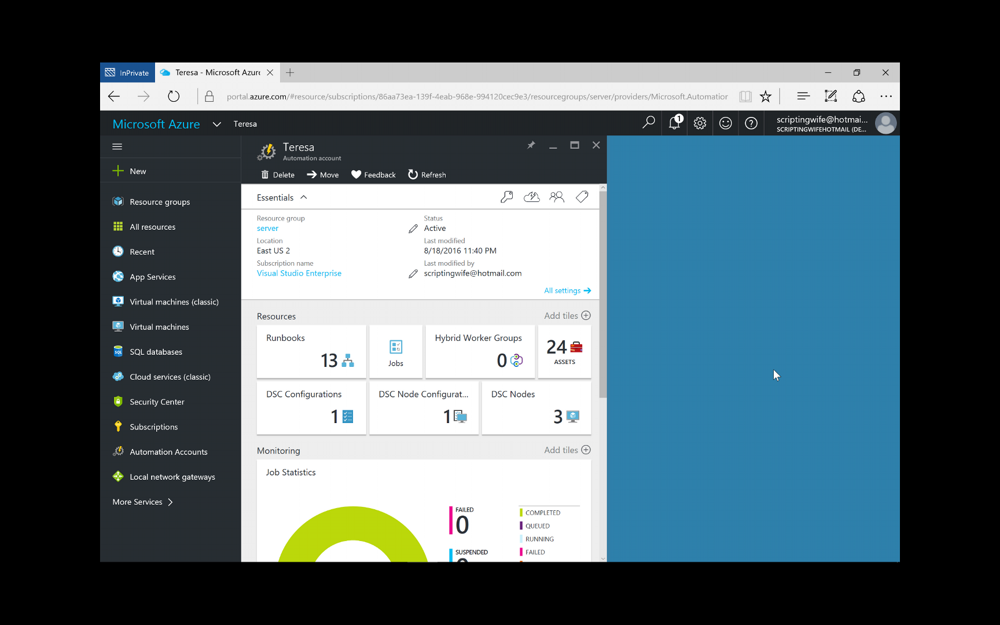 InPrivate
Teresa - Microsoft Azure
portal.azure.com/#resource/subscriptions/86aa73ea-139f-4eab-968e-994120cec9e3/resourcegroups/server/providers/Microsoft.Automation
Microsoft Azure
Teresa
1
scriptingwife@hotmai...
SCRIPTINGWIFEHOTMAIL (DE...
New
Resource groups
All resources
Recent
App Services
Virtual machines (classic)
Virtual machines
SQL
SQL databases
Cloud services (classic)
Security Center
Subscriptions
Automation Accounts
Local network gateways
More Services
Teresa
Automation account
Delete
Move
Feedback
Refresh
Essentials
Resource group
server
Location
East US 2
Subscription name
Visual Studio Enterprise
Status
Active
Last modified
8/18/2016 11:40 PM
Last modified by
scriptingwife@hotmail.com
All settings
Resources
Add tiles
Runbooks
13
Jobs
Hybrid Worker Groups
0
24
ASSETS
DSC Configurations
1
DSC Node Configurat...
1
DSC Nodes
3
Monitoring
Add tiles
Job Statistics
FAILED
0
SUSPENDED
COMPLETED
QUEUED
RUNNING
FAILED